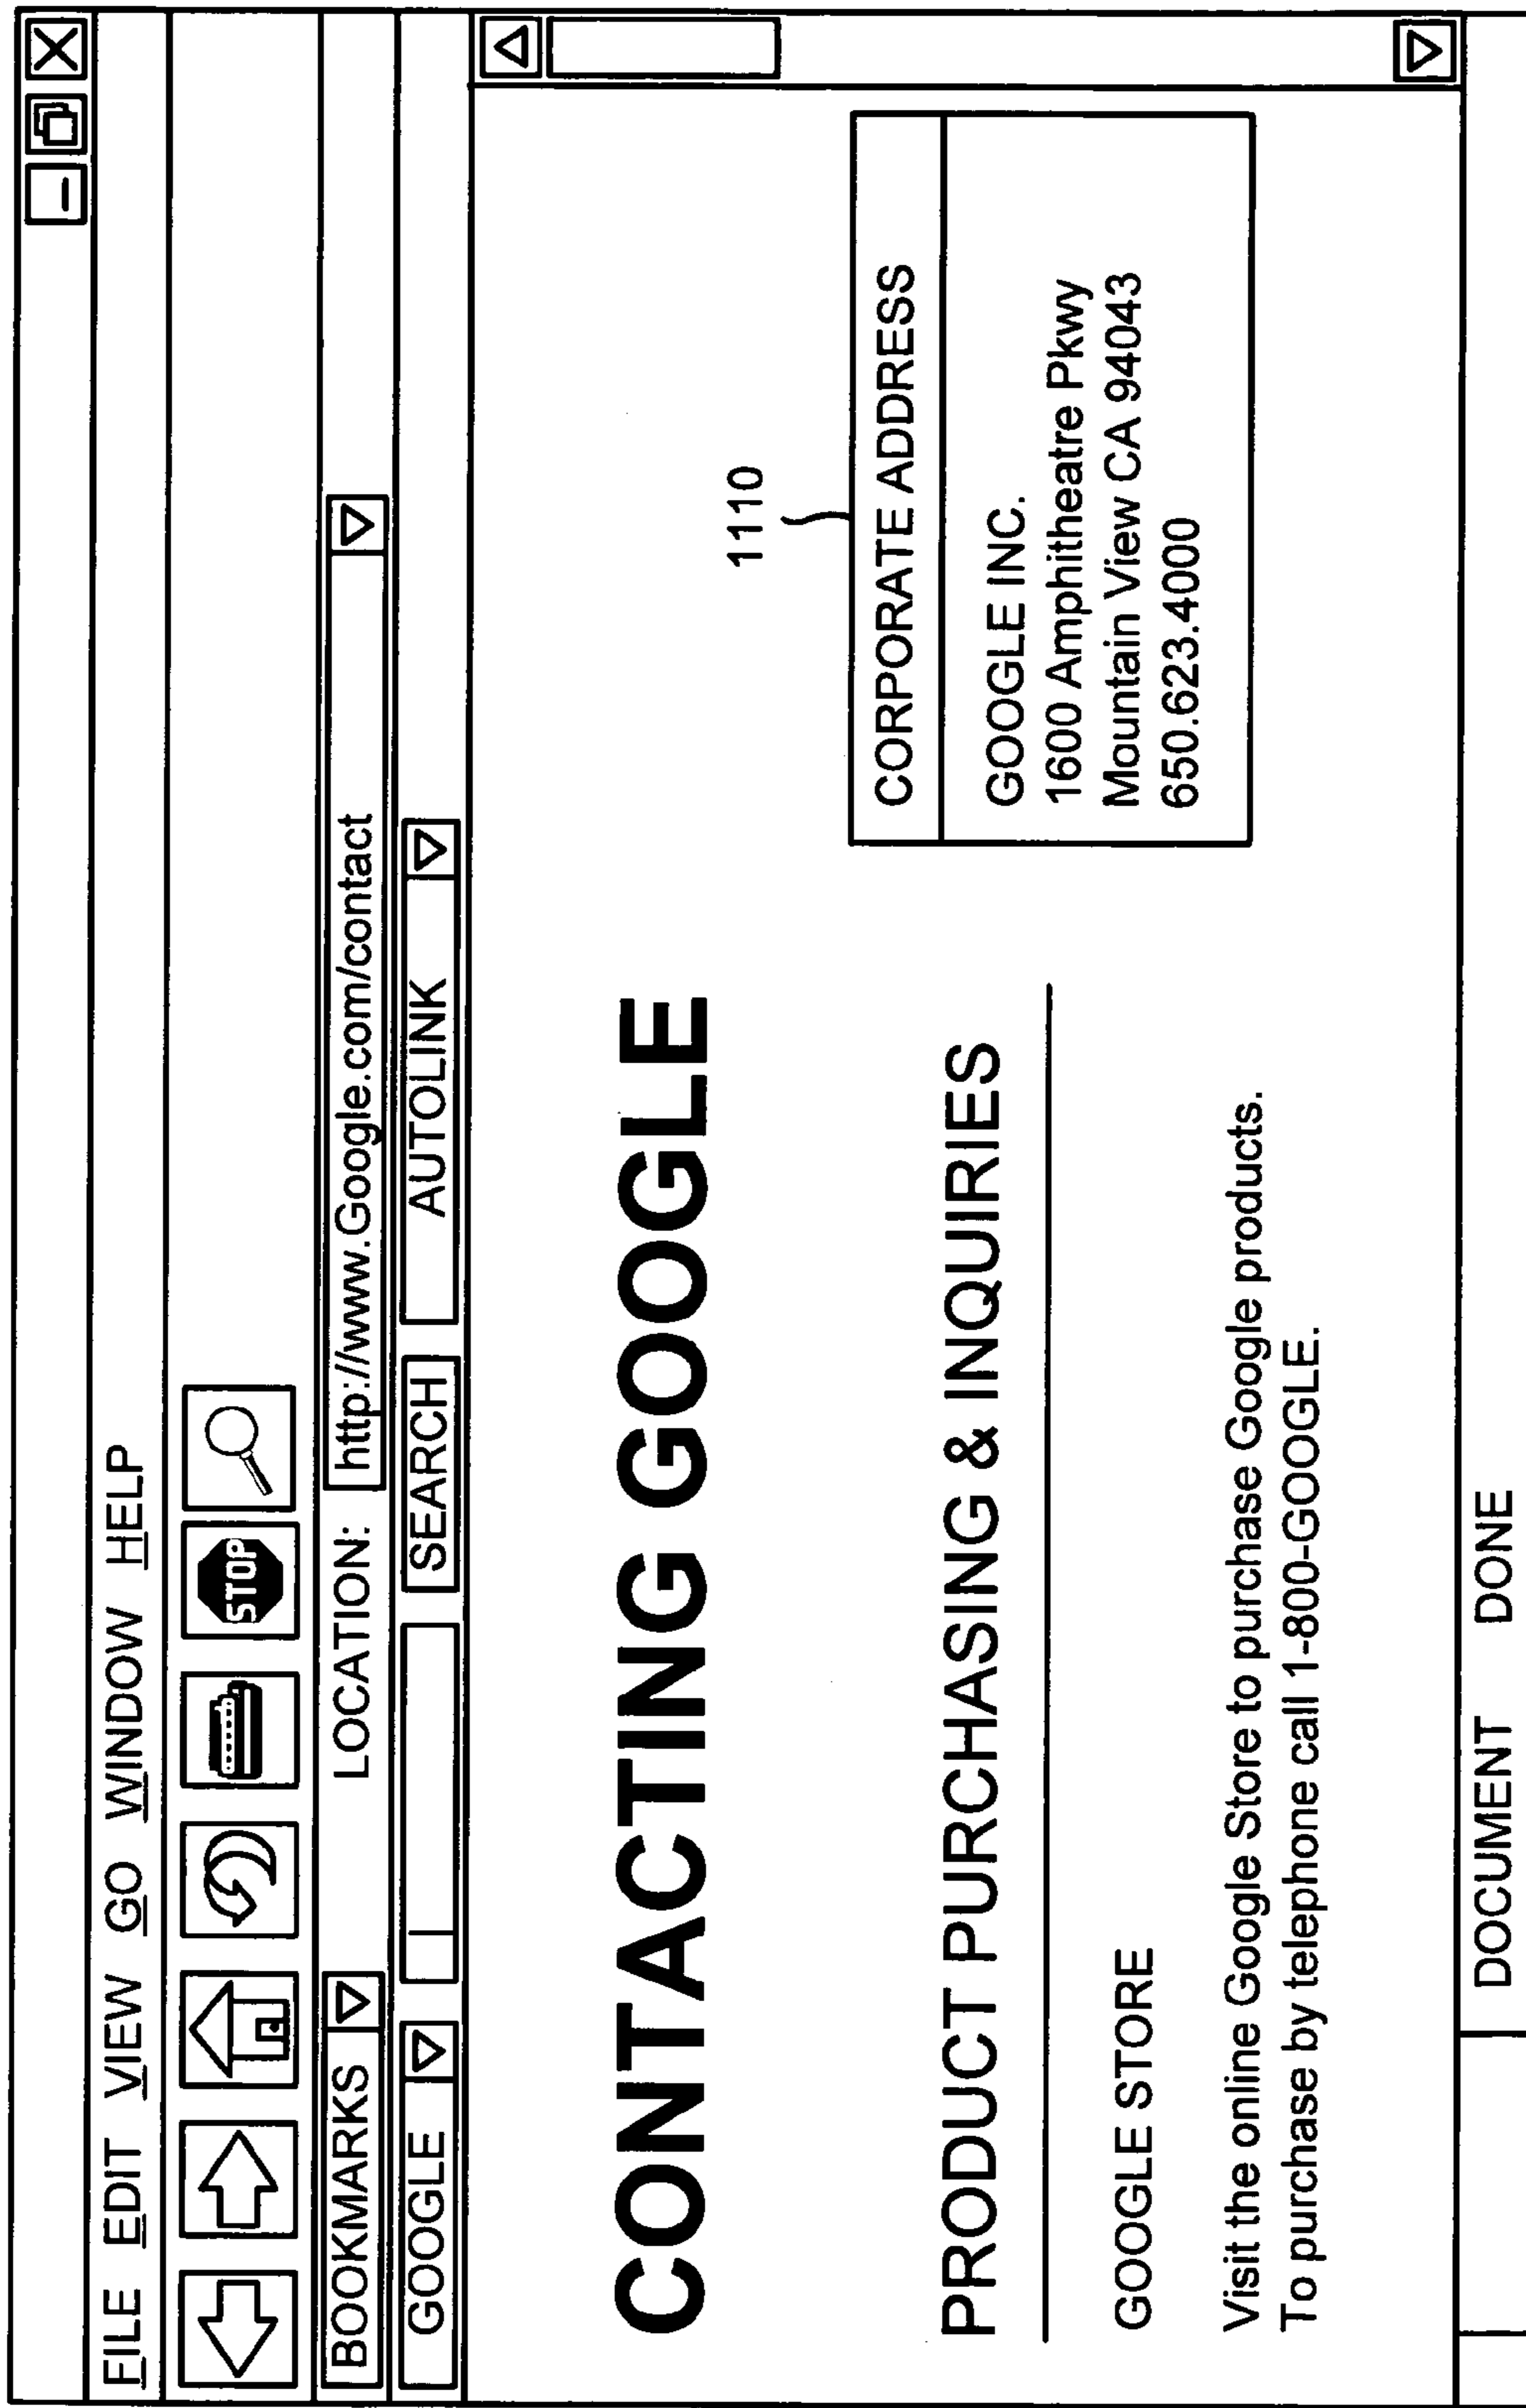 FILE EDIT VIEW GO WINDOW HELP
STOP
BOOKMARKS LOCATION: http://www.Google.com/contact
GOOGLE SEARCH AUTOLINK
CONTACTING GOOGLE
1110
CORPORATE ADDRESS
GOOGLE INC.
1600 Amphitheatre Pkwy
Mountain View CA 94043
650.623.4000
PRODUCT PURCHASING & INQUIRIES
GOOGLE STORE
Visit the online Google Store to purchase Google products.
To purchase by telephone call 1-800-GOOGLE.
DOCUMENT DONE